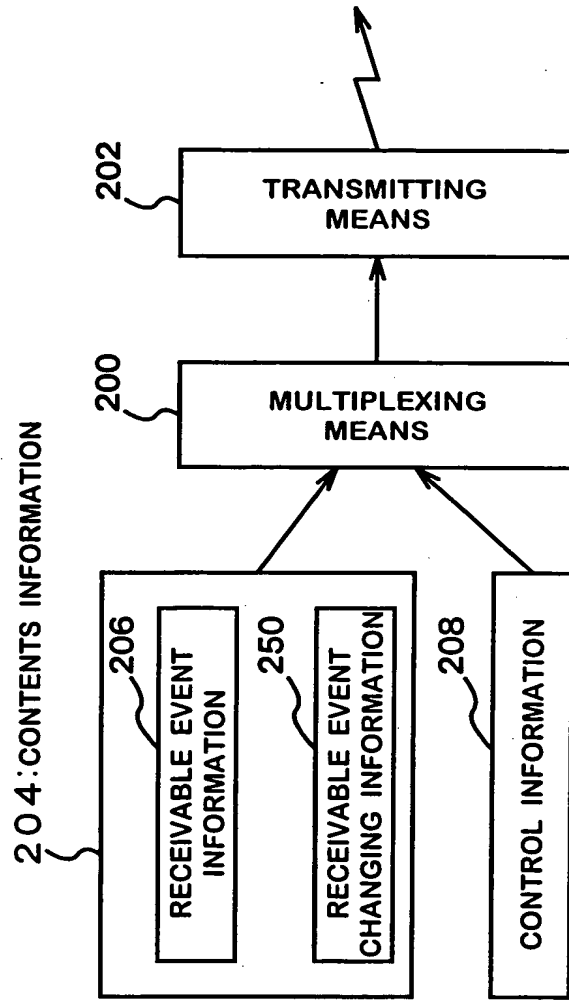 204:CONTENTS INFORMATION
206
RECEIVABLE EVENT
INFORMATION
250
RECEIVABLE EVENT
CHANGING INFORMATION
208
CONTROL INFORMATION
200
MULTIPLEXING
MEANS
202
TRANSMITTING
MEANS